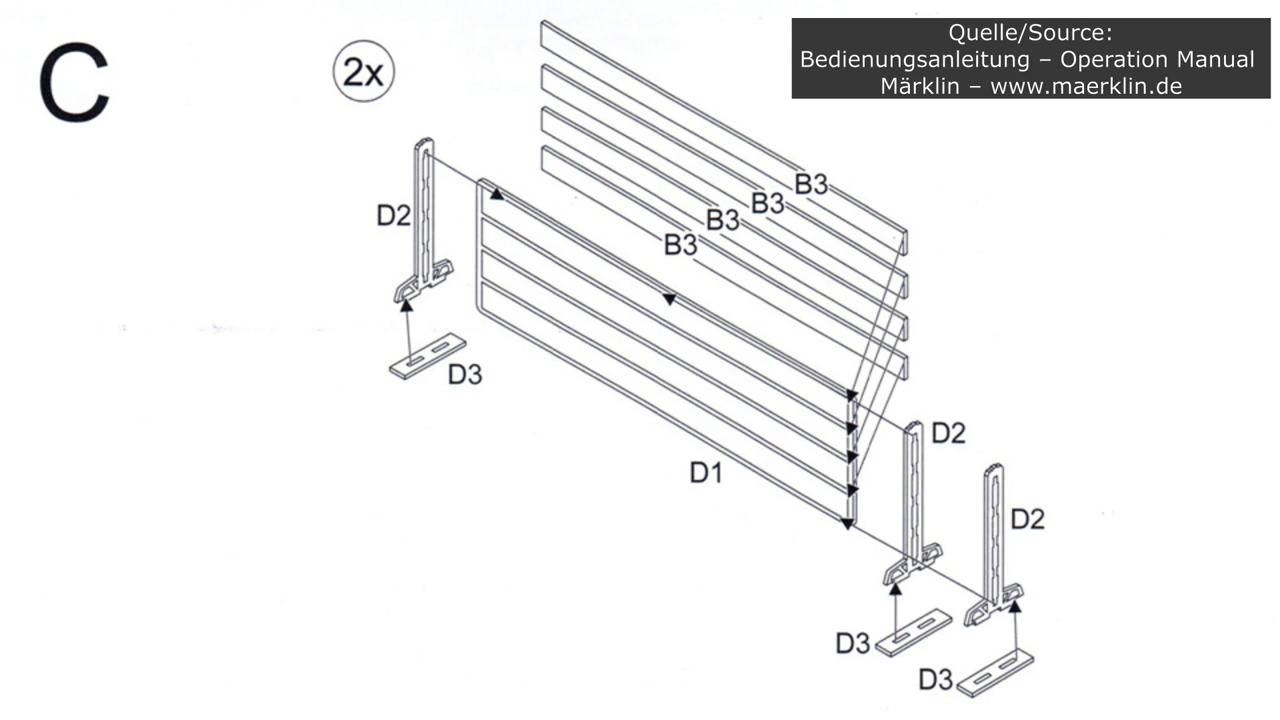 C
2x
Quelle/Source:
Bedienungsanleitung – Operation Manual
Märklin – www.maerklin.de
B3
B3
B3
B3
D2
D3
D1
D2
D2
D3
D3